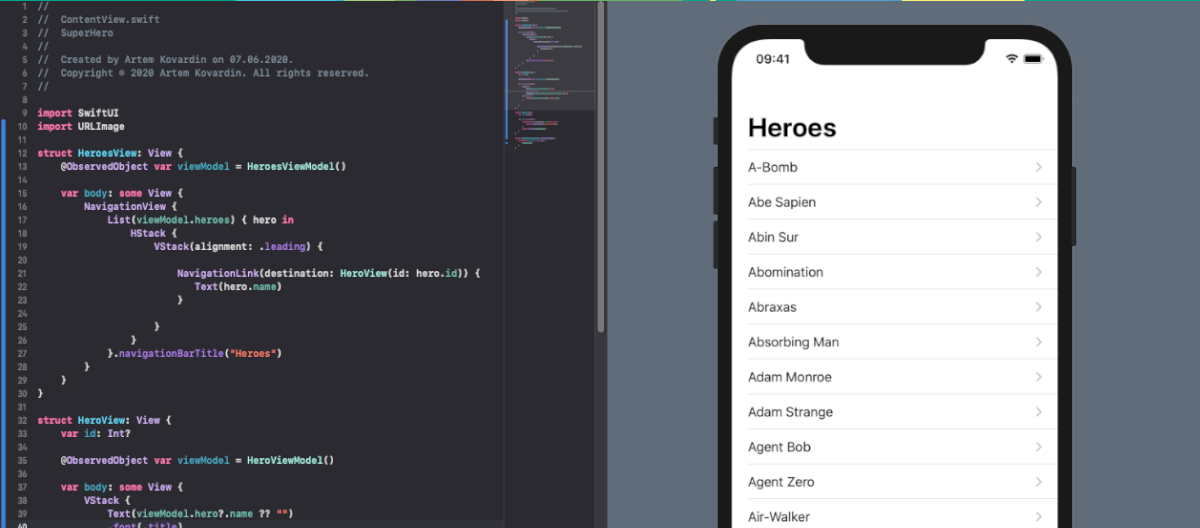 1 //
2 // ContentView.swift
3 // SuperHero
4 //
5 // Created by Artem Kovardin on 07.06.2020.
6 // Copyright © 2020 Artem Kovardin. All rights reserved.
7 //
8
9 import SwiftUI
10 import URLImage
11
12 struct HeroesView: View {
13 @ObservedObject var viewModel = HeroesViewModel()
14
15 var body: some View {
16 NavigationView {
17 List(viewModel.heroes) { hero in
18 HStack {
19 VStack(alignment: .leading) {
20
21 NavigationLink(destination: HeroView(id: hero.id)) {
22 Text(hero.name)
23 }
24
25 }
26 }
27 }.navigationBarTitle("Heroes")
28 }
29 }
30 }
31
32 struct HeroView: View {
33 var id: Int?
34
35 @ObservedObject var viewModel = HeroViewModel()
36
37 var body: some View {
38 VStack {
39 Text(viewModel.hero?.name ?? "")
40 .font(.title)
09:41
Heroes
A-Bomb
Abe Sapien
Abin Sur
Abomination
Abraxas
Absorbing Man
Adam Monroe
Adam Strange
Agent Bob
Agent Zero
Air-Walker